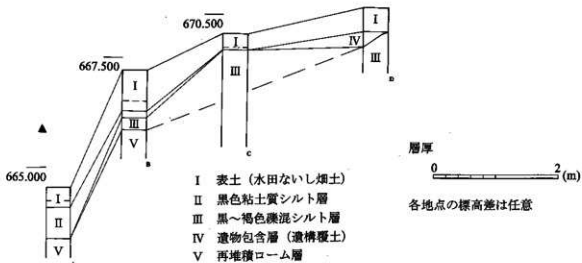 670.500
667.500
665.000
I
I
I
I
II
III
III
III
IV
V
V
B
C
D
I 表土（水田ないし畑土）
II 黒色粘土質シルト層
III 黒～褐色礫混シルト層
IV 遺物包含層（遺構覆土）
V 再堆積ローム層
層厚
0 2
(m)
各地点の標高差は任意